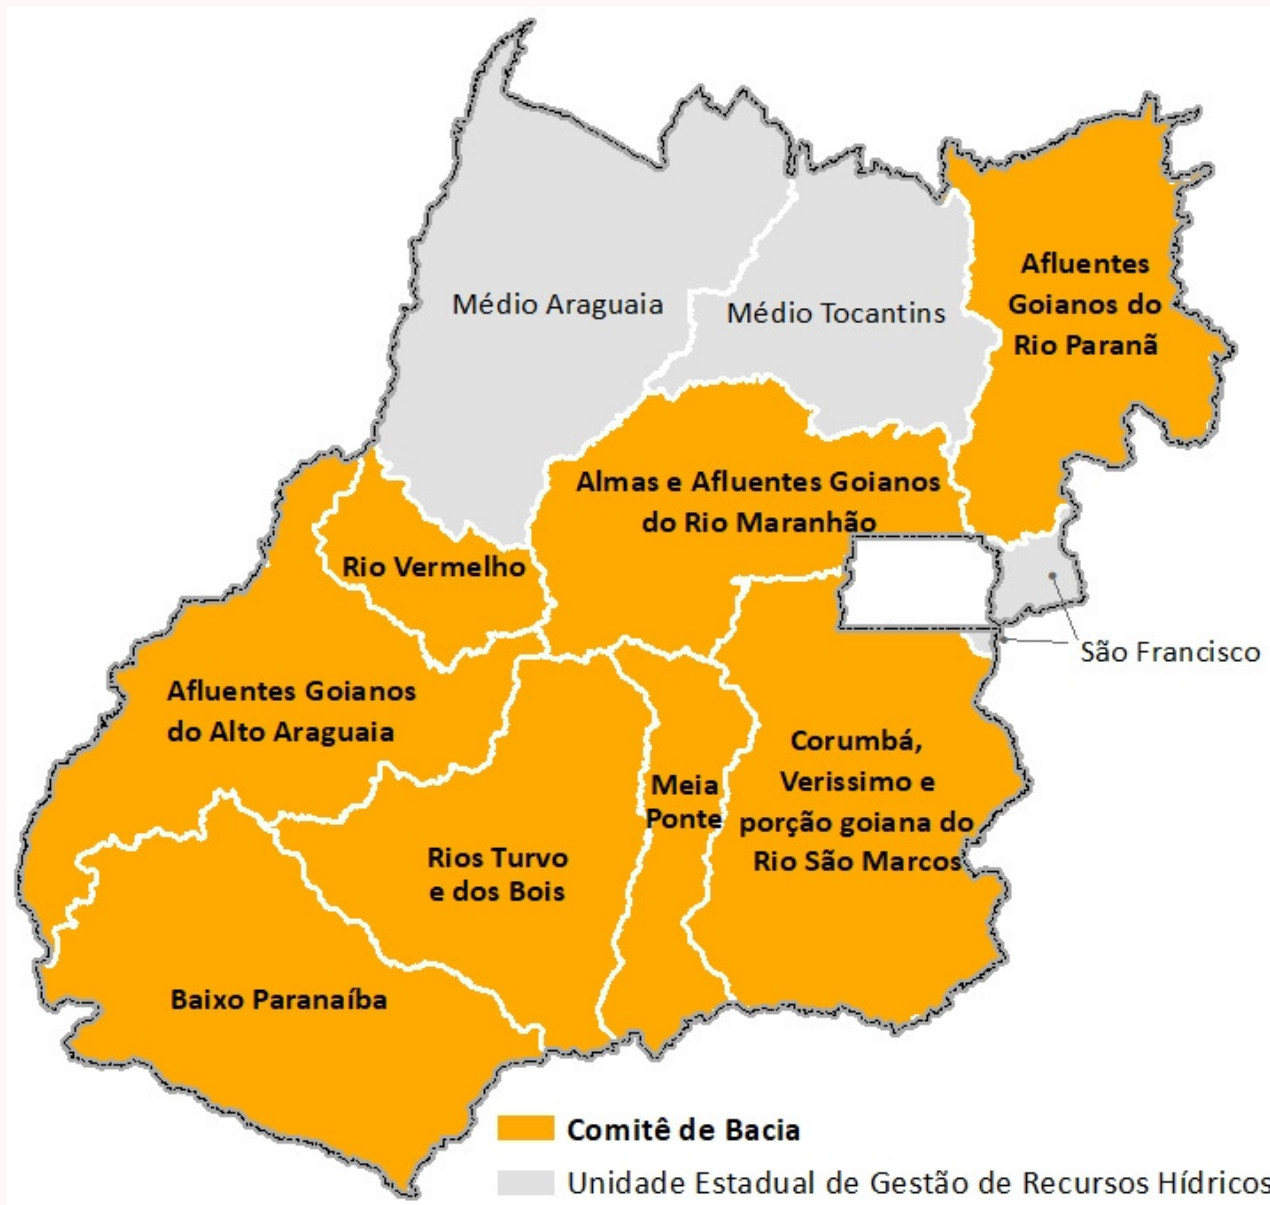 Médio Araguaia
Médio Tocantins
Afluentes
Goianos do
Rio Paranã
Almas e Afluentes Goianos
do Rio Maranhão
Rio Vermelho
São Francisco
Afluentes Goianos
do Alto Araguaia
Corumbá,
Verissimo e
porção goiana do
Rio São Marcos
Meia
Ponte
Rios Turvo
e dos Bois
Baixo Paranaíba
Comitê de Bacia
Unidade Estadual de Gestão de Recursos Hídricos